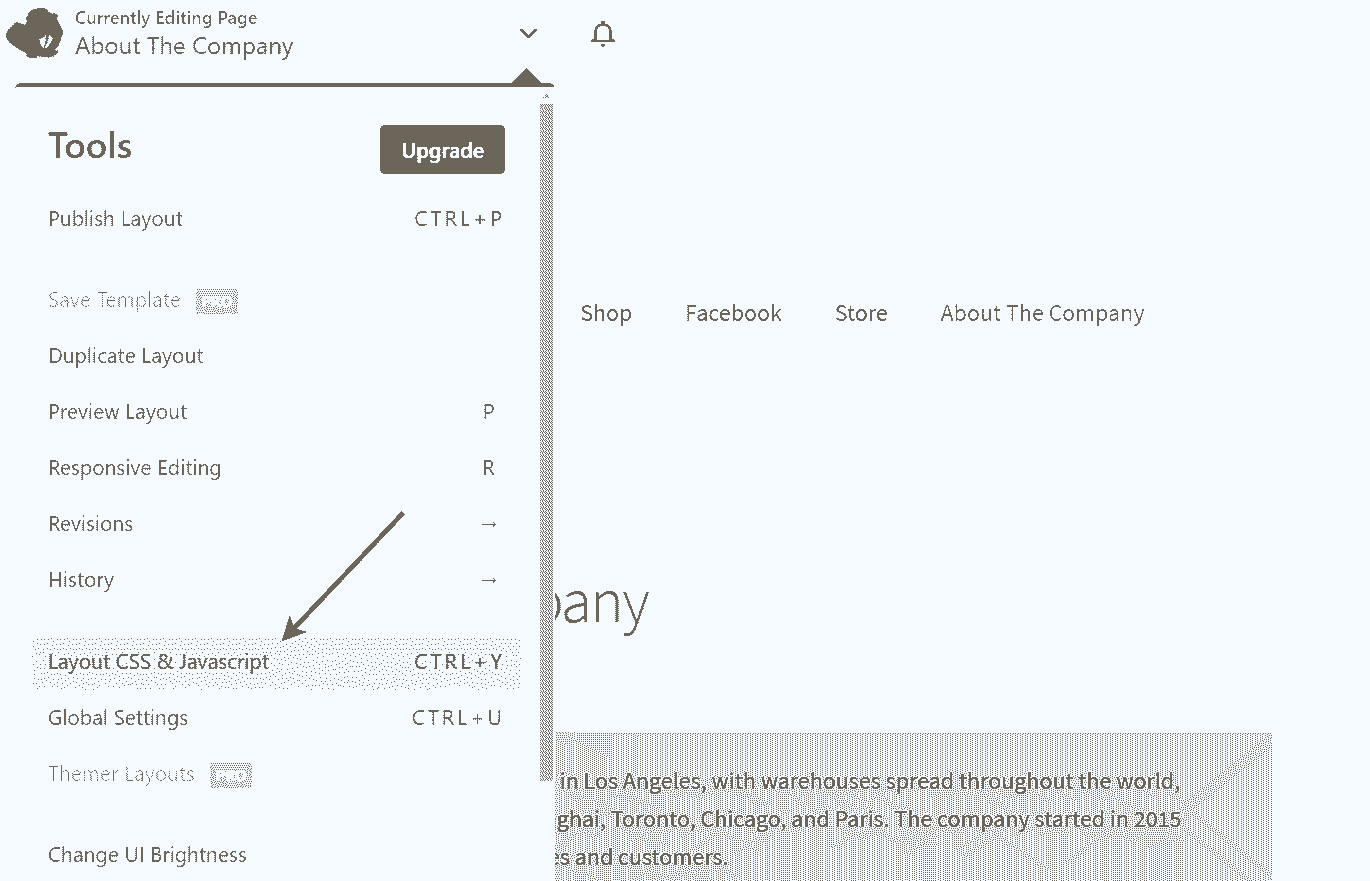 Currently Editing Page
About The Company
Tools
Upgrade
Publish Layout CTRL+P
Save Template PRO
Duplicate Layout
Preview Layout P
Responsive Editing R
Revisions →
History →
Layout CSS & Javascript CTRL+Y
Global Settings CTRL+U
Themer Layouts PRO
Change UI Brightness
Shop Facebook Store About The Company
pany
in Los Angeles, with warehouses spread throughout the world,
ghai, Toronto, Chicago, and Paris. The company started in 2015
es and customers.